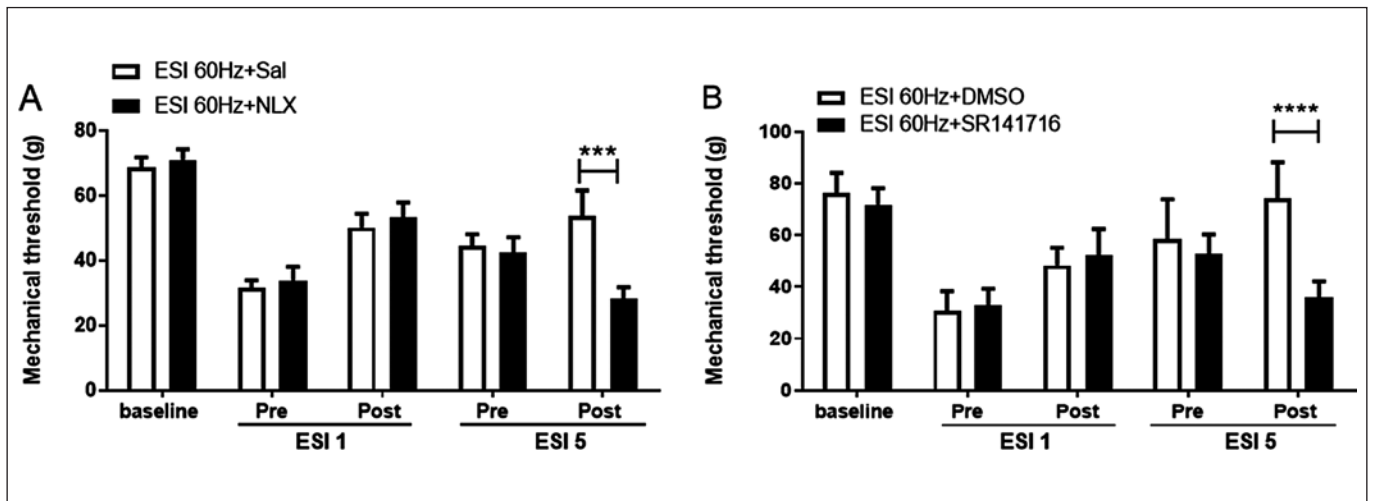 A
ESI 60Hz+Sal
ESI 60Hz+NLX
Mechanical threshold (g)
80
60
40
20
0
***
baseline
Pre
Post
Pre
Post
ESI 1
ESI 5
B
ESI 60Hz+DMSO
ESI 60Hz+SR141716
Mechanical threshold (g)
100
80
60
40
20
0
****
baseline
Pre
Post
Pre
Post
ESI 1
ESI 5